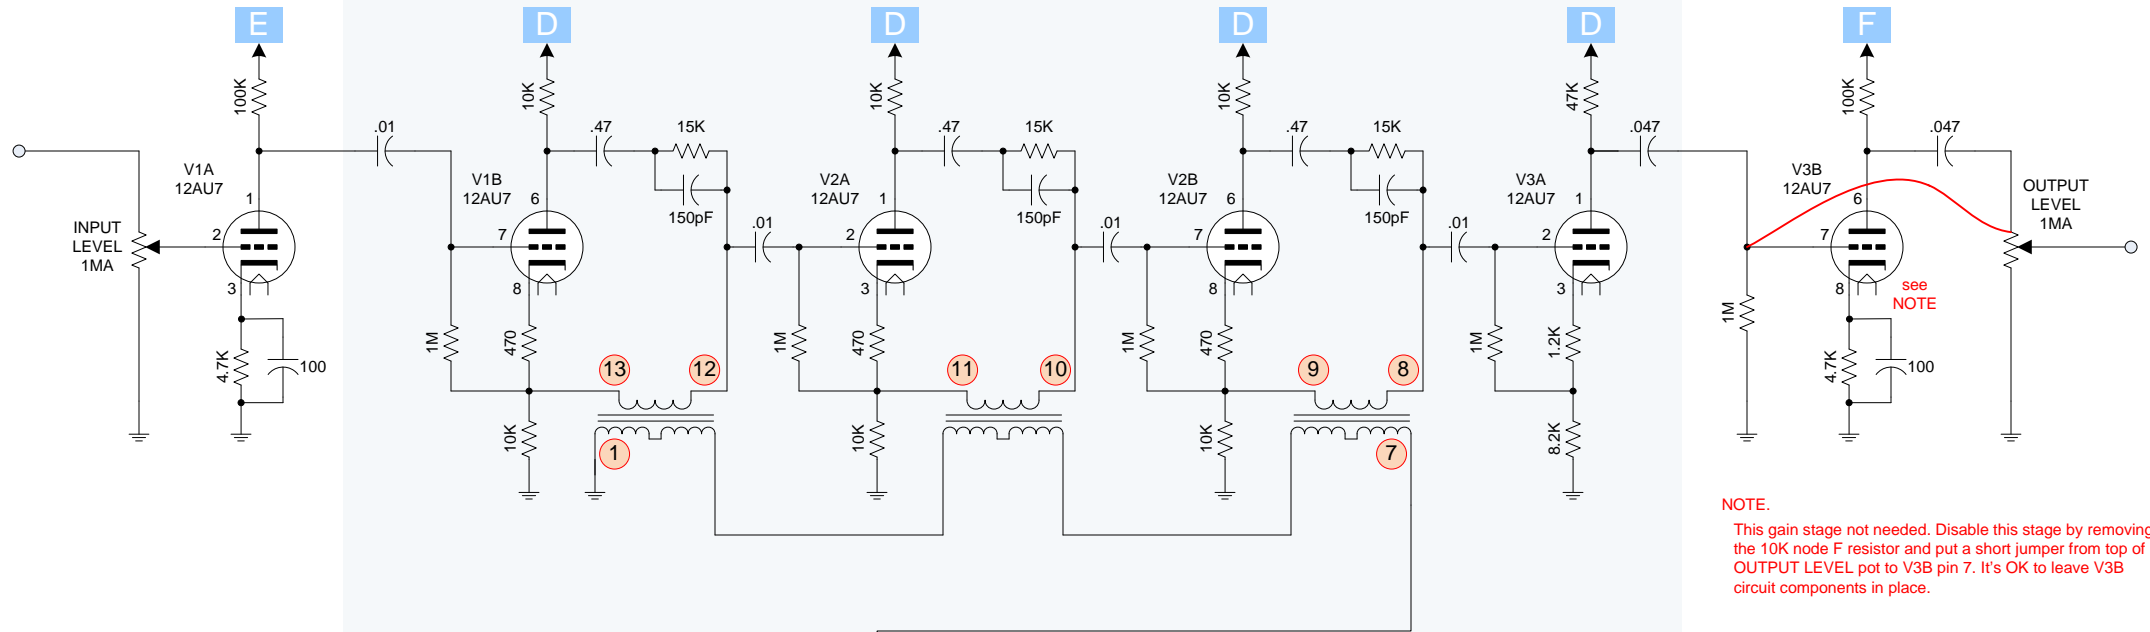 E
D
D
D
D
F
100K
10K
10K
10K
47K
100K
.01
.47
15K
.47
15K
.47
15K
.047
.047
V1A
12AU7
V1B
12AU7
V2A
12AU7
V2B
12AU7
V3A
12AU7
V3B
12AU7
150pF
150pF
150pF
1
6
1
6
1
6
INPUT
LEVEL
1MA
OUTPUT
LEVEL
1MA
2
7
.01
2
.01
7
.01
2
7
3
8
3
8
3
8
see
NOTE
4.7K
100
1M
470
1M
470
1M
470
1M
1.2K
1M
4.7K
100
13
12
11
10
9
8
10K
1
10K
10K
7
8.2K
NOTE.
This gain stage not needed. Disable this stage by removing
the 10K node F resistor and put a short jumper from top of
OUTPUT LEVEL pot to V3B pin 7. It's OK to leave V3B
circuit components in place.